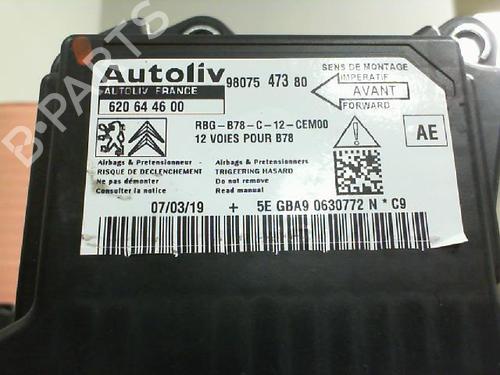 Autoliv
AUTOLIV FRANCE
620 64 46 00
98075 473 80
SENS DE MONTAGE
IMPERATIF
AVANT
FORWARD
RBG-B78-C-12-CEM00
12 VOIES POUR B78
AE
Airbags & Pretensionneur
RISQUE DE DECLENCHEMENT
Ne pas démonter
Consulter la notice
Airbags & Pretensioners
TRIGEERING HASARD
Do not remove
Read manual
07/03/19 + 5E GBA9 0630772 N * C9
B-PARTS